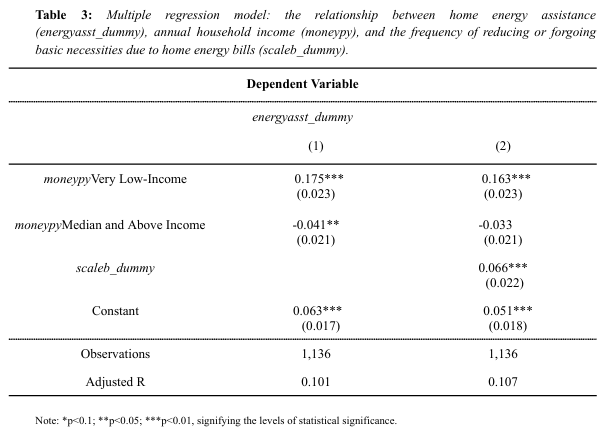 Table 3: Multiple regression model: the relationship between home energy assistance
(energyasst_dummy), annual household income (moneypy), and the frequency of reducing or forgoing
basic necessities due to home energy bills (scaleb_dummy).
Dependent Variable
energyasst_dummy
(1) (2)
moneypyVery Low-Income 0.175*** 0.163***
(0.023) (0.023)
moneypyMedian and Above Income -0.041** -0.033
(0.021) (0.021)
scaleb_dummy 0.066***
(0.022)
Constant 0.063*** 0.051***
(0.017) (0.018)
Observations 1,136 1,136
Adjusted R 0.101 0.107
Note: *p<0.1; **p<0.05; ***p<0.01, signifying the levels of statistical significance.